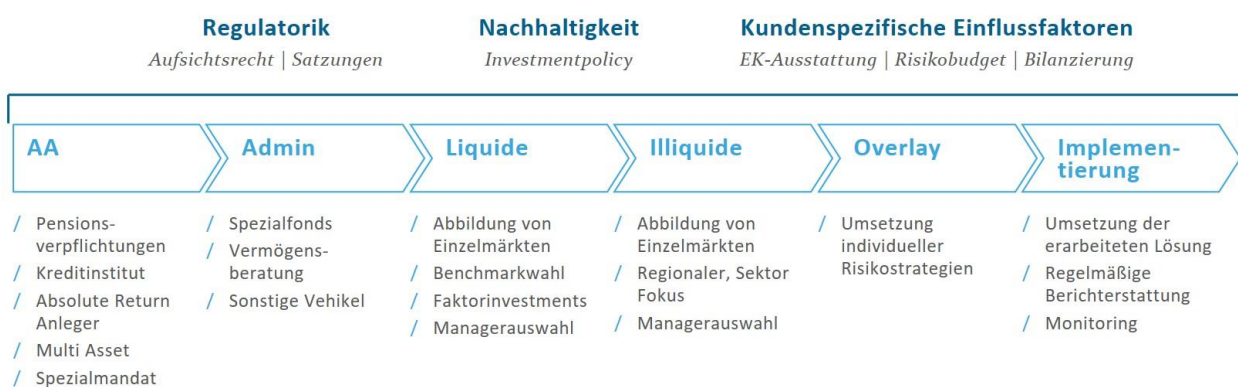 Regulatorik
Aufsichtsrecht | Satzungen
Nachhaltigkeit
Investmentpolicy
Kundenspezifische Einflussfaktoren
EK-Ausstattung | Risikobudget | Bilanzierung
AA
/ Pensions-
verpflichtungen
/ Kreditinstitut
/ Absolute Return
Anleger
/ Multi Asset
/ Spezialmandat
Admin
/ Spezialfonds
/ Vermögens-
beratung
/ Sonstige Vehikel
Liquide
/ Abbildung von
Einzelmärkten
/ Benchmarkwahl
/ Faktorinvestments
/ Managerauswahl
Illiquide
/ Abbildung von
Einzelmärkten
/ Regionaler, Sektor
Fokus
/ Managerauswahl
Overlay
/ Umsetzung
individueller
Risikostrategien
Implemen-
tierung
/ Umsetzung der
erarbeiteten Lösung
/ Regelmäßige
Berichterstattung
/ Monitoring